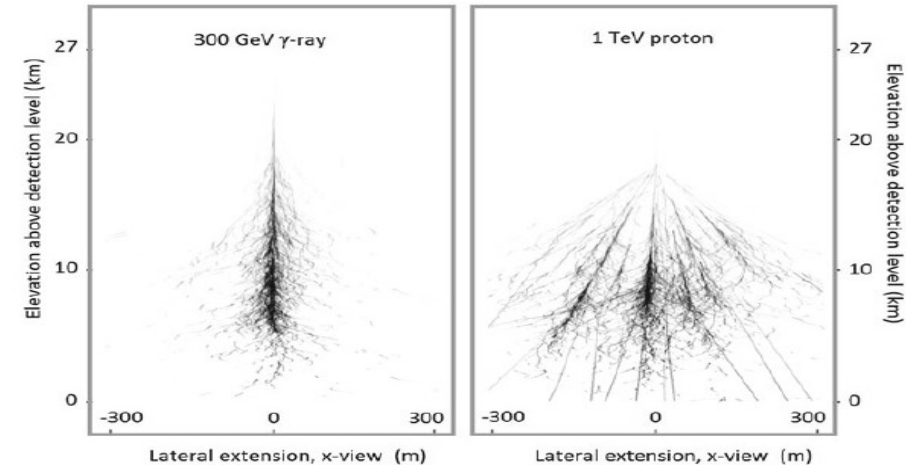 300 GeV γ-ray
27
20
10
0
Elevation above detection level (km)
-300
0
300
Lateral extension, x-view (m)
1 TeV proton
27
20
10
0
Elevation above detection level (km)
-300
0
300
Lateral extension, x-view (m)